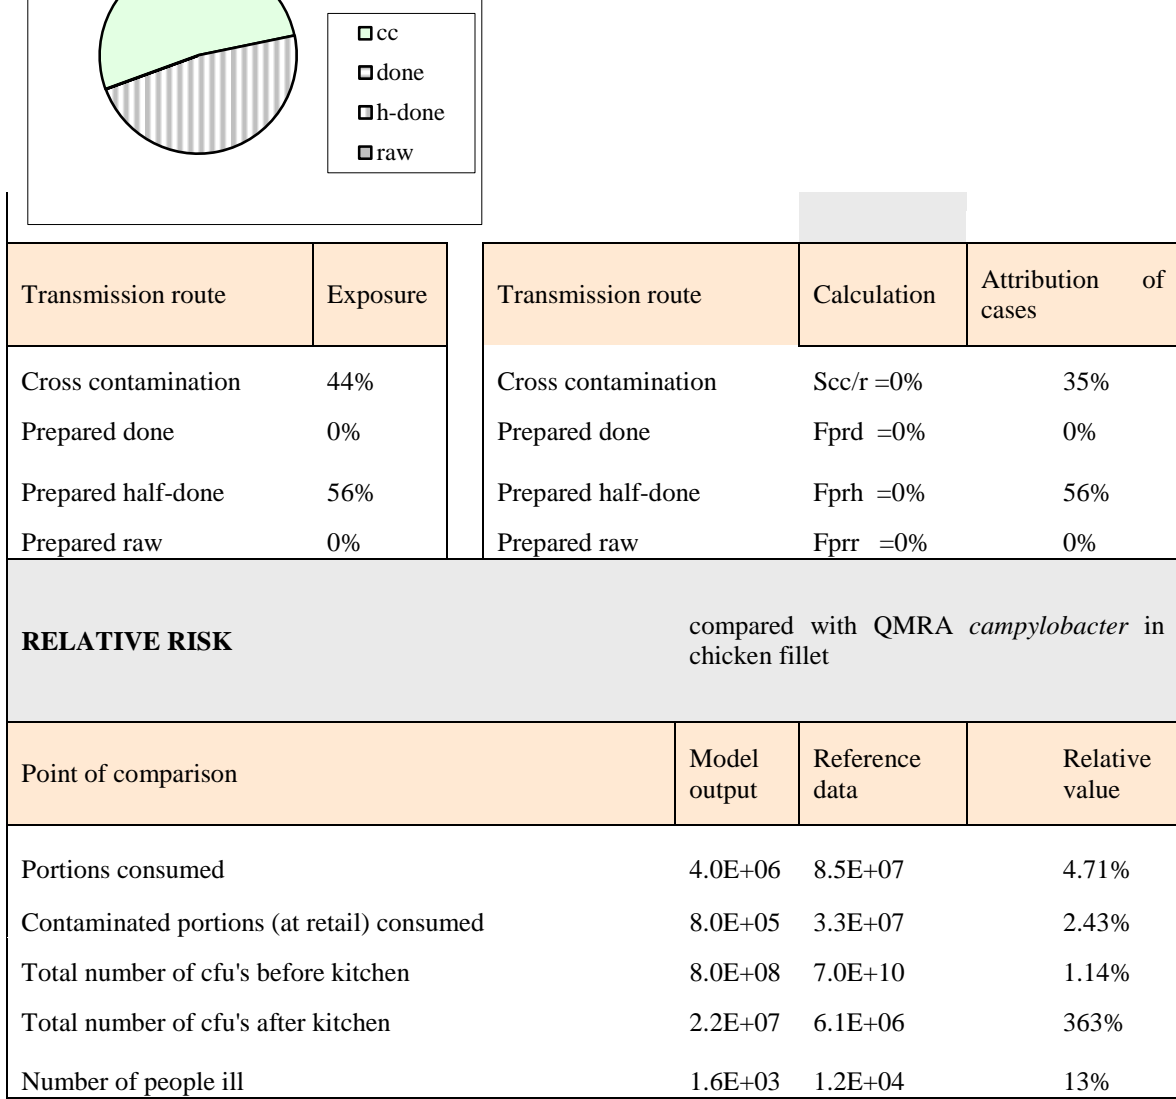 cc
done
h-done
raw
Transmission route Exposure
Cross contamination 44%
Prepared done 0%
Prepared half-done 56%
Prepared raw 0%
Transmission route Calculation Attribution of
cases
Cross contamination Scc/r =0% 35%
Prepared done Fprd =0% 0%
Prepared half-done Fprh =0% 56%
Prepared raw Fprr =0% 0%
RELATIVE RISK
compared with QMRA campylobacter in
chicken fillet
Point of comparison Model Reference Relative
output data value
Portions consumed 4.0E+06 8.5E+07 4.71%
Contaminated portions (at retail) consumed 8.0E+05 3.3E+07 2.43%
Total number of cfu's before kitchen 8.0E+08 7.0E+10 1.14%
Total number of cfu's after kitchen 2.2E+07 6.1E+06 363%
Number of people ill 1.6E+03 1.2E+04 13%